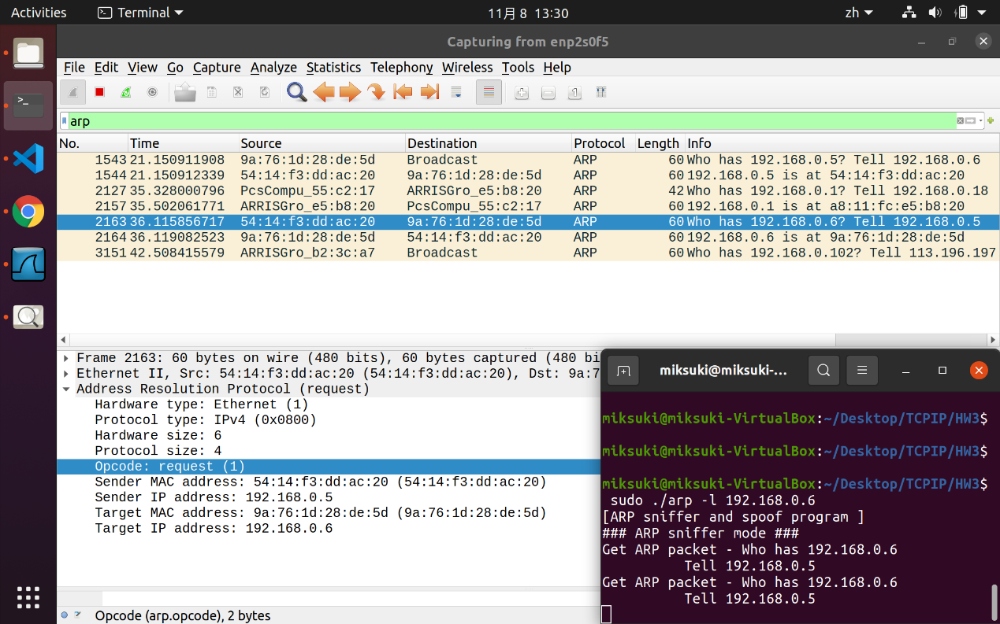 Activities Terminal 11月 8 13:30 zh
Capturing from enp2s0f5
File Edit View Go Capture Analyze Statistics Telephony Wireless Tools Help
arp
No. Time Source Destination Protocol Length Info
1543 21.150911908 9a:76:1d:28:de:5d Broadcast ARP 60 Who has 192.168.0.5? Tell 192.168.0.6
1544 21.150912339 54:14:f3:dd:ac:20 9a:76:1d:28:de:5d ARP 60 192.168.0.5 is at 54:14:f3:dd:ac:20
2127 35.328000796 PcsCompu_55:c2:17 ARRISGro_e5:b8:20 ARP 42 Who has 192.168.0.1? Tell 192.168.0.18
2157 35.502061771 ARRISGro_e5:b8:20 PcsCompu_55:c2:17 ARP 60 192.168.0.1 is at a8:11:fc:e5:b8:20
2163 36.115856717 54:14:f3:dd:ac:20 9a:76:1d:28:de:5d ARP 60 Who has 192.168.0.6? Tell 192.168.0.5
2164 36.119082523 9a:76:1d:28:de:5d 54:14:f3:dd:ac:20 ARP 60 192.168.0.6 is at 9a:76:1d:28:de:5d
3151 42.508415579 ARRISGro_b2:3c:a7 Broadcast ARP 60 Who has 192.168.0.102? Tell 113.196.197
Frame 2163: 60 bytes on wire (480 bits), 60 bytes captured (480 bi
Ethernet II, Src: 54:14:f3:dd:ac:20 (54:14:f3:dd:ac:20), Dst: 9a:7
Address Resolution Protocol (request)
Hardware type: Ethernet (1)
Protocol type: IPv4 (0x0800)
Hardware size: 6
Protocol size: 4
Opcode: request (1)
Sender MAC address: 54:14:f3:dd:ac:20 (54:14:f3:dd:ac:20)
Sender IP address: 192.168.0.5
Target MAC address: 9a:76:1d:28:de:5d (9a:76:1d:28:de:5d)
Target IP address: 192.168.0.6
Opcode (arp.opcode), 2 bytes
miksuki@miksuki-...
miksuki@miksuki-VirtualBox:~/Desktop/TCPIP/HW3$
miksuki@miksuki-VirtualBox:~/Desktop/TCPIP/HW3$
miksuki@miksuki-VirtualBox:~/Desktop/TCPIP/HW3$
sudo ./arp -l 192.168.0.6
[ARP sniffer and spoof program ]
### ARP sniffer mode ###
Get ARP packet - Who has 192.168.0.6
Tell 192.168.0.5
Get ARP packet - Who has 192.168.0.6
Tell 192.168.0.5